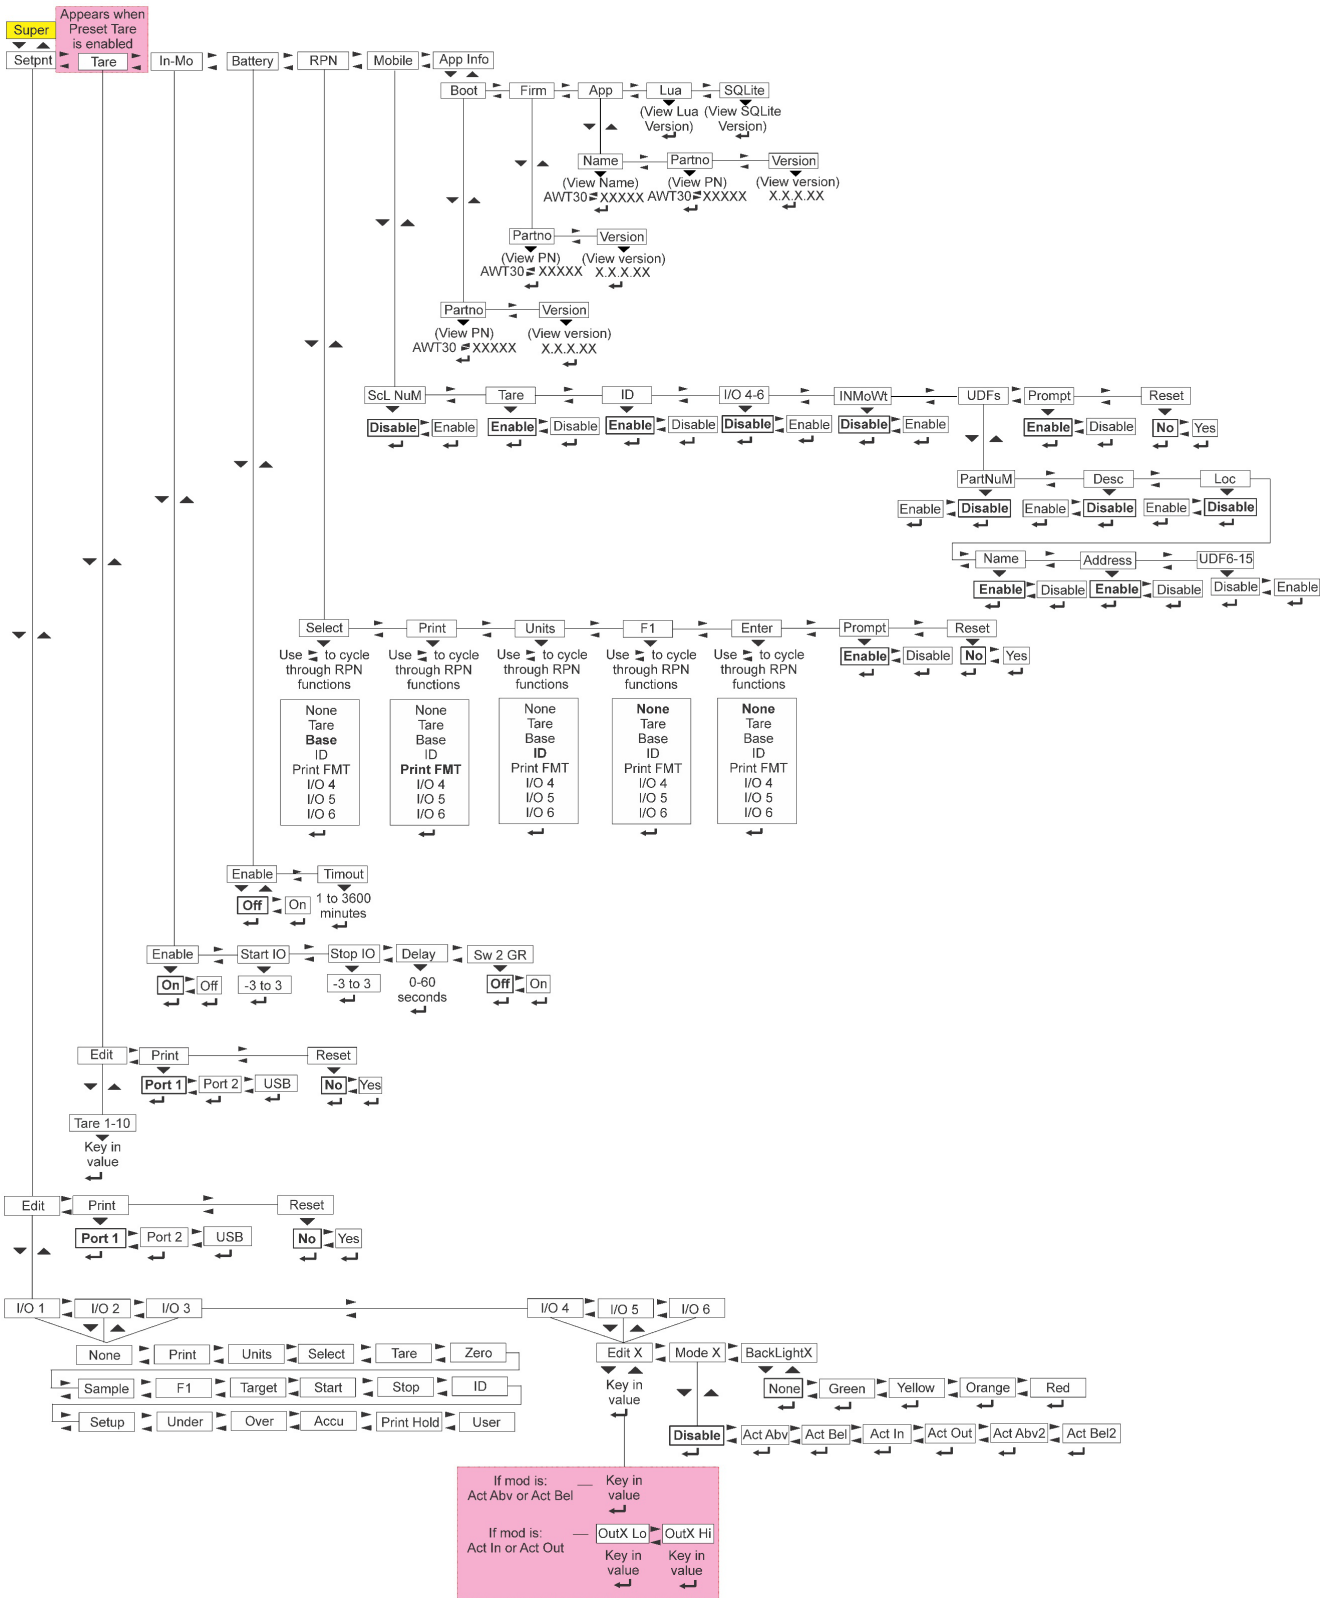 Appears when
Preset Tare
is enabled
Super
Setpnt Tare In-Mo Battery RPN Mobile App Info
Boot Firm App Lua SQLite
(View Lua Version)
(View SQLite Version)
Name Partno Version
(View Name)
AWT30 XXXXX
(View PN)
AWT30 XXXXX
(View version)
X.X.X.XX
Partno Version
(View PN)
AWT30 XXXXX
(View version)
X.X.X.XX
Partno Version
(View PN)
AWT30 XXXXX
(View version)
X.X.X.XX
ScL NuM Tare ID I/O 4-6 INMoWt UDFs Prompt Reset
Disable Enable Enable Disable Enable Disable Disable Enable Disable Enable Enable Disable No Yes
PartNuM Desc Loc
Enable Disable Enable Disable Enable Disable
Name Address UDF6-15
Enable Disable Enable Disable Disable Enable
Select Print Units F1 Enter Prompt Reset
Enable Disable No Yes
Use to cycle
through RPN
functions
Use to cycle
through RPN
functions
Use to cycle
through RPN
functions
Use to cycle
through RPN
functions
Use to cycle
through RPN
functions
None
Tare
Base
ID
Print FMT
I/O 4
I/O 5
I/O 6
None
Tare
Base
ID
Print FMT
I/O 4
I/O 5
I/O 6
None
Tare
Base
ID
Print FMT
I/O 4
I/O 5
I/O 6
None
Tare
Base
ID
Print FMT
I/O 4
I/O 5
I/O 6
None
Tare
Base
ID
Print FMT
I/O 4
I/O 5
I/O 6
Enable Timout
Off On
1 to 3600
minutes
Enable Start IO Stop IO Delay Sw 2 GR
On Off -3 to 3 -3 to 3
0-60
seconds
Off On
Edit Print Reset
Port 1 Port 2 USB No Yes
Tare 1-10
Key in
value
Edit Print Reset
Port 1 Port 2 USB No Yes
I/O 1 I/O 2 I/O 3 I/O 4 I/O 5 I/O 6
None Print Units Select Tare Zero
Sample F1 Target Start Stop ID
Setup Under Over Accu Print Hold User
Edit X Mode X BackLightX
Key in
value
None Green Yellow Orange Red
Disable Act Abv Act Bel Act In Act Out Act Abv2 Act Bel2
If mod is:
Act Abv or Act Bel
Key in
value
If mod is:
Act In or Act Out
OutX Lo OutX Hi
Key in
value
Key in
value